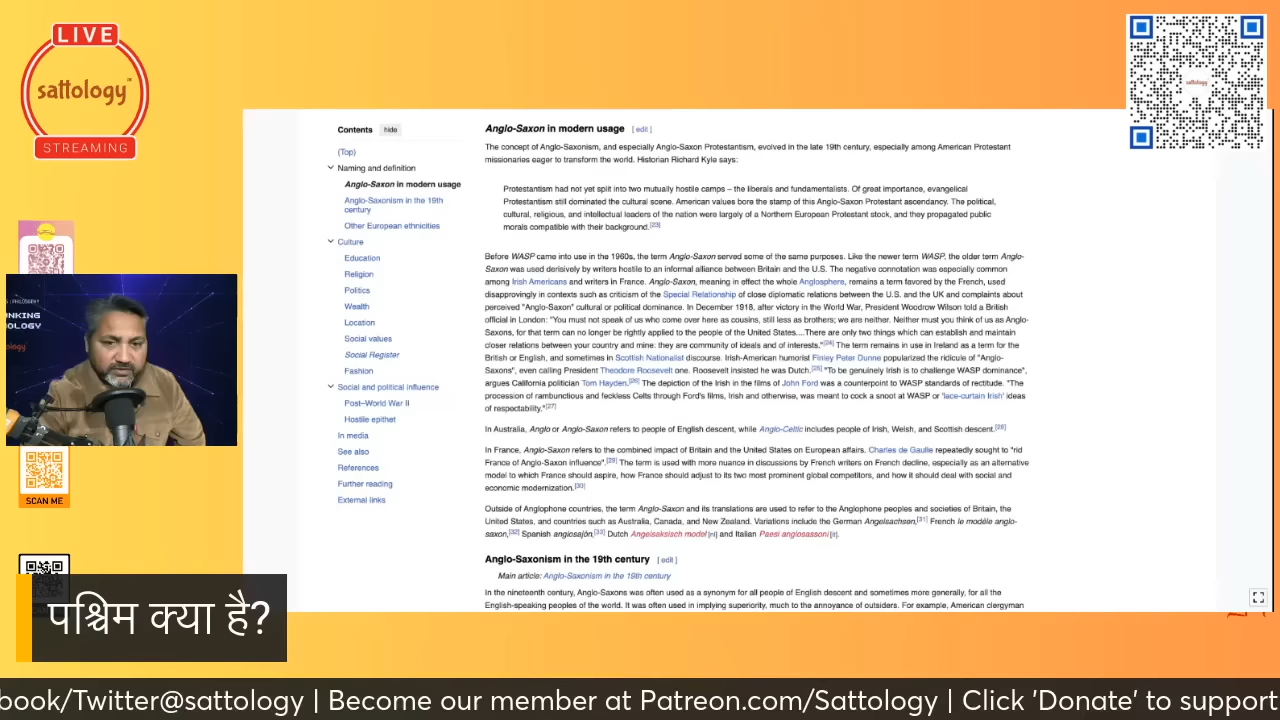 LIVE
sattology™
STREAMING
sattology
Contents hide
(Top)
Naming and definition
Anglo-Saxon in modern usage
Anglo-Saxonism in the 19th
century
Other European ethnicities
Culture
Education
Religion
Politics
Wealth
Location
Social values
Social Register
Fashion
Social and political influence
Post–World War II
Hostile epithet
In media
See also
References
Further reading
External links
Anglo-Saxon in modern usage [ edit ]
The concept of Anglo-Saxonism, and especially Anglo-Saxon Protestantism, evolved in the late 19th century, especially among American Protestant
missionaries eager to transform the world. Historian Richard Kyle says:
Protestantism had not yet split into two mutually hostile camps – the liberals and fundamentalists. Of great importance, evangelical
Protestantism still dominated the cultural scene. American values bore the stamp of this Anglo-Saxon Protestant ascendancy. The political,
cultural, religious, and intellectual leaders of the nation were largely of a Northern European Protestant stock, and they propagated public
morals compatible with their background.[23]
Before WASP came into use in the 1960s, the term Anglo-Saxon served some of the same purposes. Like the newer term WASP, the older term Anglo-
Saxon was used derisively by writers hostile to an informal alliance between Britain and the U.S. The negative connotation was especially common
among Irish Americans and writers in France. Anglo-Saxon, meaning in effect the whole Anglosphere, remains a term favored by the French, used
disapprovingly in contexts such as criticism of the Special Relationship of close diplomatic relations between the U.S. and the UK and complaints about
perceived "Anglo-Saxon" cultural or political dominance. In December 1918, after victory in the World War, President Woodrow Wilson told a British
official in London: "You must not speak of us who come over here as cousins, still less as brothers; we are neither. Neither must you think of us as Anglo-
Saxons, for that term can no longer be rightly applied to the people of the United States....There are only two things which can establish and maintain
closer relations between your country and mine: they are community of ideals and of interests."[24] The term remains in use in Ireland as a term for the
British or English, and sometimes in Scottish Nationalist discourse. Irish-American humorist Finley Peter Dunne popularized the ridicule of "Anglo-
Saxons", even calling President Theodore Roosevelt one. Roosevelt insisted he was Dutch.[25] "To be genuinely Irish is to challenge WASP dominance",
argues California politician Tom Hayden.[26] The depiction of the Irish in the films of John Ford was a counterpoint to WASP standards of rectitude. "The
procession of rambunctious and feckless Celts through Ford's films, Irish and otherwise, was meant to cock a snoot at WASP or 'lace-curtain Irish' ideas
of respectability."[27]
In Australia, Anglo or Anglo-Saxon refers to people of English descent, while Anglo-Celtic includes people of Irish, Welsh, and Scottish descent.[28]
In France, Anglo-Saxon refers to the combined impact of Britain and the United States on European affairs. Charles de Gaulle repeatedly sought to "rid
France of Anglo-Saxon influence".[29] The term is used with more nuance in discussions by French writers on French decline, especially as an alternative
model to which France should aspire, how France should adjust to its two most prominent global competitors, and how it should deal with social and
economic modernization.[30]
Outside of Anglophone countries, the term Anglo-Saxon and its translations are used to refer to the Anglophone peoples and societies of Britain, the
United States, and countries such as Australia, Canada, and New Zealand. Variations include the German Angelsachsen,[31] French le modèle anglo-
saxon,[32] Spanish anglosajón,[33] Dutch Angelsaksisch model [nl] and Italian Paesi anglosassoni [it].
Anglo-Saxonism in the 19th century [ edit ]
Main article: Anglo-Saxonism in the 19th century
In the nineteenth century, Anglo-Saxons was often used as a synonym for all people of English descent and sometimes more generally, for all the
English-speaking peoples of the world. It was often used in implying superiority, much to the annoyance of outsiders. For example, American clergyman
SCAN ME
पश्चिम क्या है?
book/Twitter@sattology | Become our member at Patreon.com/Sattology | Click 'Donate' to support